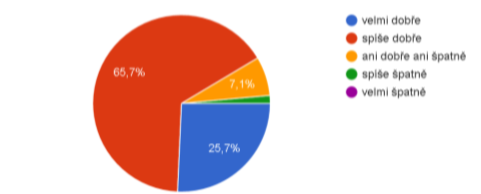 velmi dobře
spíše dobře
ani dobře ani špatně
spíše špatně
velmi špatně
65,7%
7,1%
25,7%